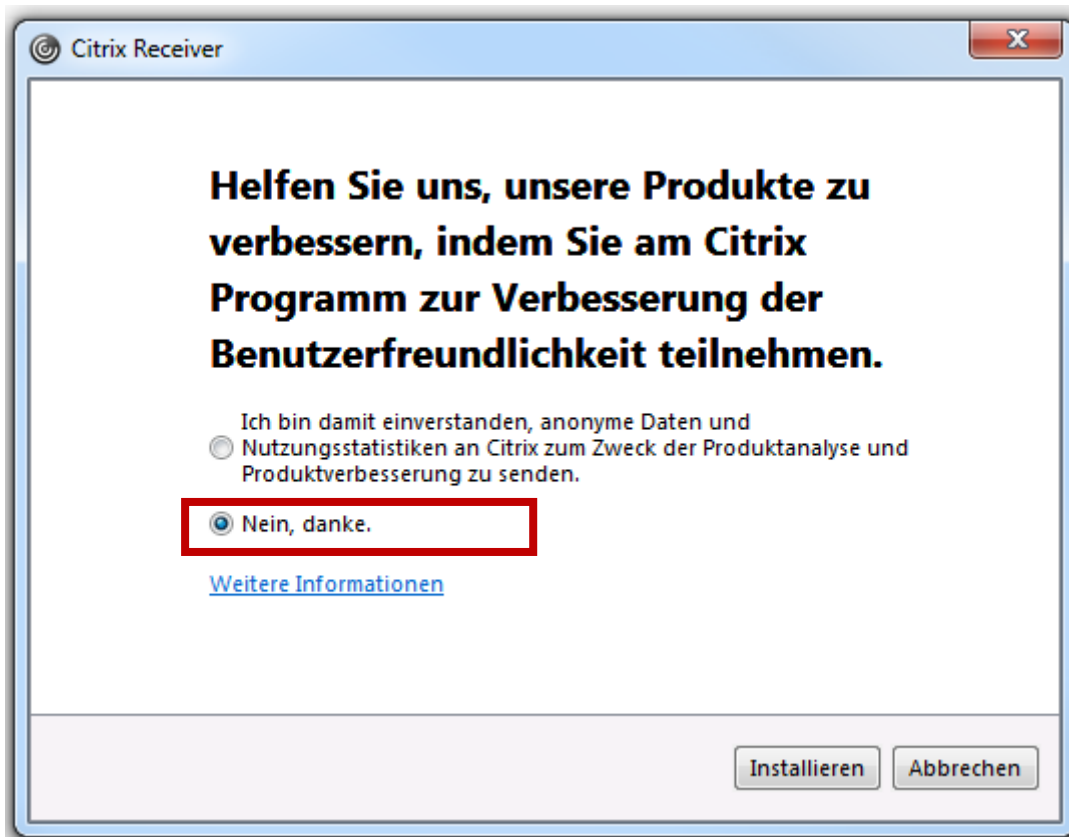 Citrix Receiver
Helfen Sie uns, unsere Produkte zu
verbessern, indem Sie am Citrix
Programm zur Verbesserung der
Benutzerfreundlichkeit teilnehmen.
Ich bin damit einverstanden, anonyme Daten und
Nutzungsstatistiken an Citrix zum Zweck der Produktanalyse und
Produktverbesserung zu senden.
Nein, danke.
Weitere Informationen
Installieren Abbrechen